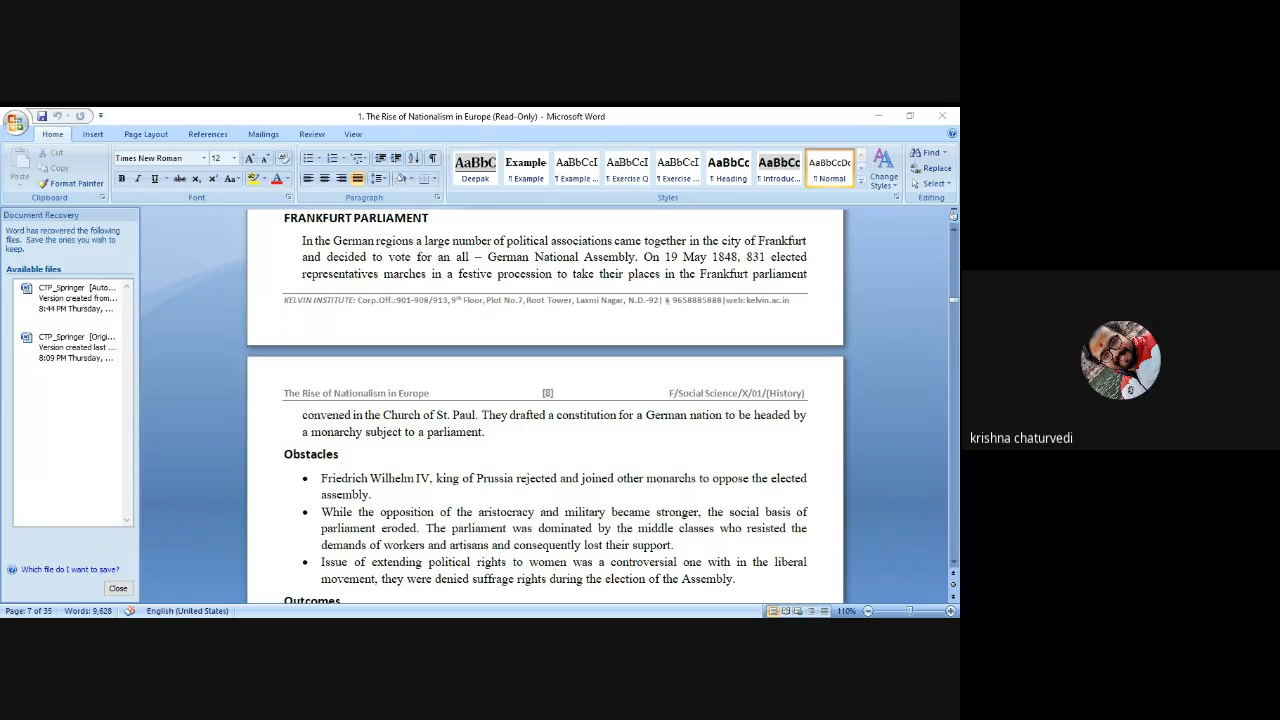 1. The Rise of Nationalism in Europe (Read-Only) - Microsoft Word
Home Insert Page Layout References Mailings Review View
Paste
Cut
Copy
Format Painter
Clipboard
Times New Roman 12
B I U abc X₂ X² Aa A
Font
Paragraph
AaBbC AaBbCcI AaBbCcI AaBbCcI AaBbCc AaBbCc AaBbCcDc
Deepak ¶ Example ¶ Example ... ¶ Exercise Q ¶ Exercise ... ¶ Heading ¶ Introduc... ¶ Normal
Styles
Change
Styles
Find
Replace
Select
Editing
Document Recovery
Word has recovered the following
files. Save the ones you wish to
keep.
Available files
CTP_Springer [Auto...
Version created from...
8:44 PM Thursday, ...
CTP_Springer [Origi...
Version created last ...
8:09 PM Thursday, ...
Which file do I want to save?
Close
FRANKFURT PARLIAMENT
In the German regions a large number of political associations came together in the city of Frankfurt
and decided to vote for an all – German National Assembly. On 19 May 1848, 831 elected
representatives marches in a festive procession to take their places in the Frankfurt parliament
KELVIN INSTITUTE: Corp.Off.:901-908/913, 9th Floor, Plot No.7, Root Tower, Laxmi Nagar, N.D.-92| 9658885888|web: kelvin.ac.in
The Rise of Nationalism in Europe [8] F/Social Science/X/01/(History)
convened in the Church of St. Paul. They drafted a constitution for a German nation to be headed by
a monarchy subject to a parliament.
Obstacles
• Friedrich Wilhelm IV, king of Prussia rejected and joined other monarchs to oppose the elected
assembly.
• While the opposition of the aristocracy and military became stronger, the social basis of
parliament eroded. The parliament was dominated by the middle classes who resisted the
demands of workers and artisans and consequently lost their support.
• Issue of extending political rights to women was a controversial one with in the liberal
movement, they were denied suffrage rights during the election of the Assembly.
Outcomes
Page: 7 of 35 Words: 9,628 English (United States) 110%
krishna chaturvedi